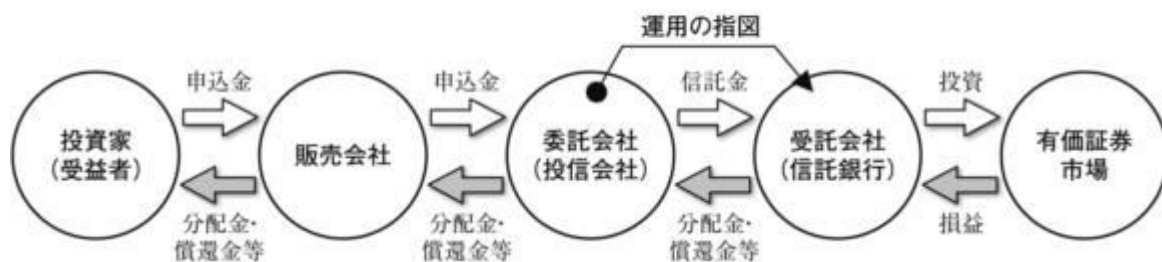 運用の指図
申込金
申込金
信託金
投資
投資家
(受益者)
販売会社
委託会社
(投信会社)
受託会社
(信託銀行)
有価証券
市場
分配金・
償還金等
分配金・
償還金等
分配金・
償還金等
損益